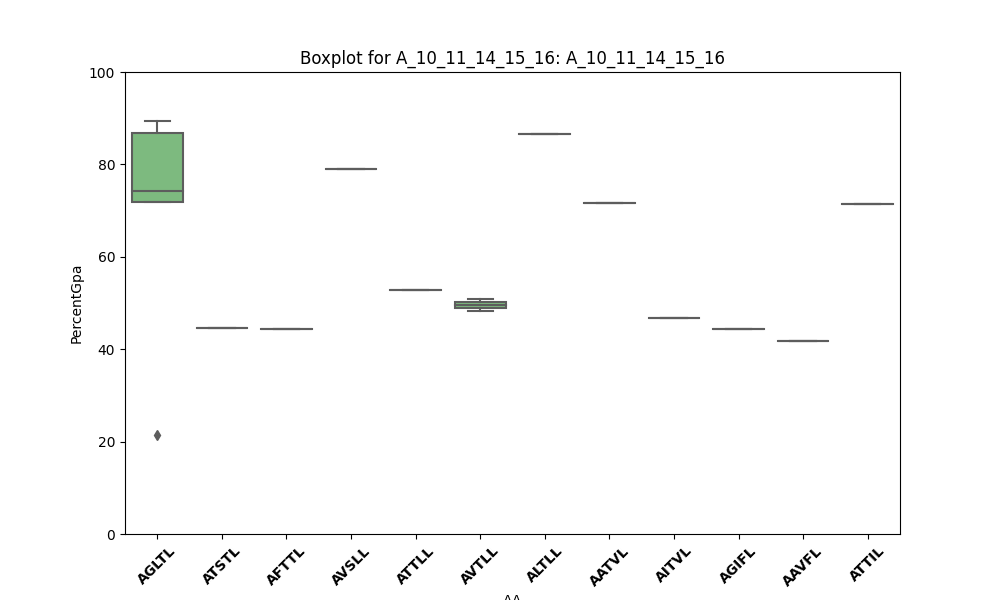 Boxplot for A_10_11_14_15_16: A_10_11_14_15_16
100
80
60
40
20
0
PercentGpa
AGLTL
ATSTL
AFTTL
AVSLL
ATTLL
AVTLL
ALTLL
AATVL
AITVL
AGIFL
AAVFL
ATTIL
AA